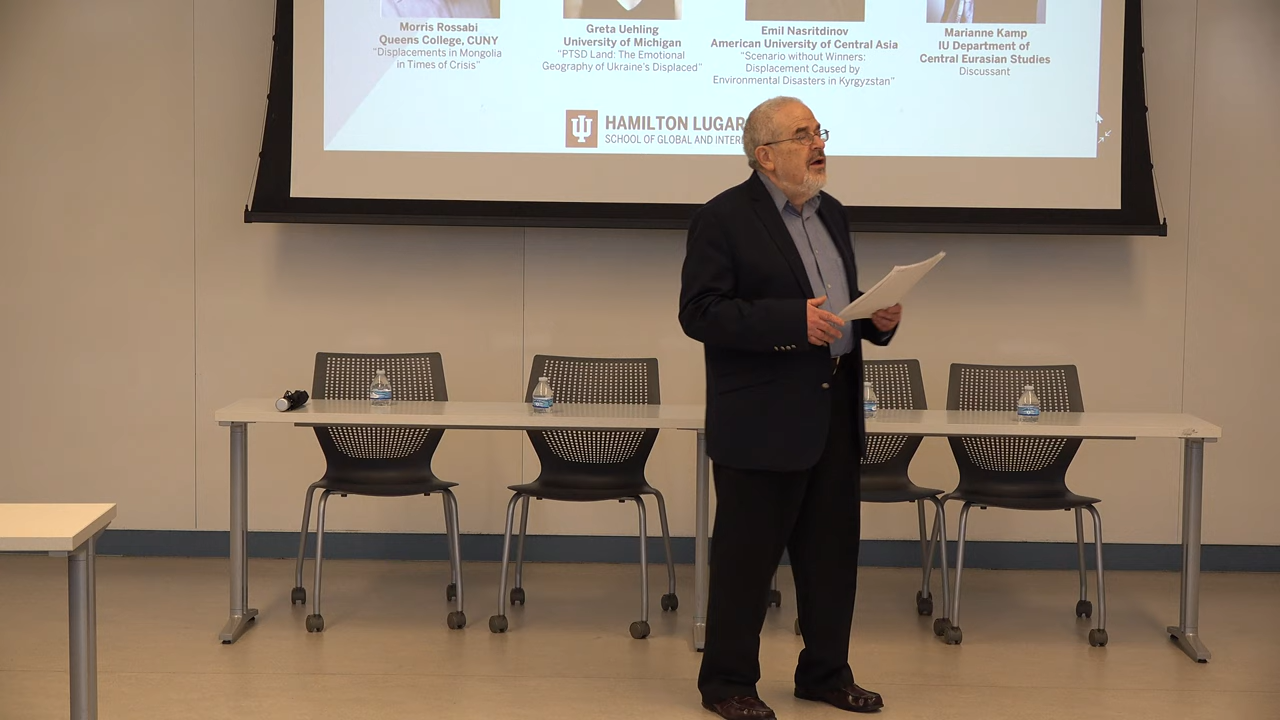 Morris Rossabi
Queens College, CUNY
“Displacements in Mongolia
in Times of Crisis”
Greta Uehling
University of Michigan
“PTSD Land: The Emotional
Geography of Ukraine's Displaced”
Emil Nasritdinov
American University of Central Asia
“Scenario without Winners:
Displacement Caused by
Environmental Disasters in Kyrgyzstan”
Marianne Kamp
IU Department of
Central Eurasian Studies
Discussant
HAMILTON LUGAR
SCHOOL OF GLOBAL AND